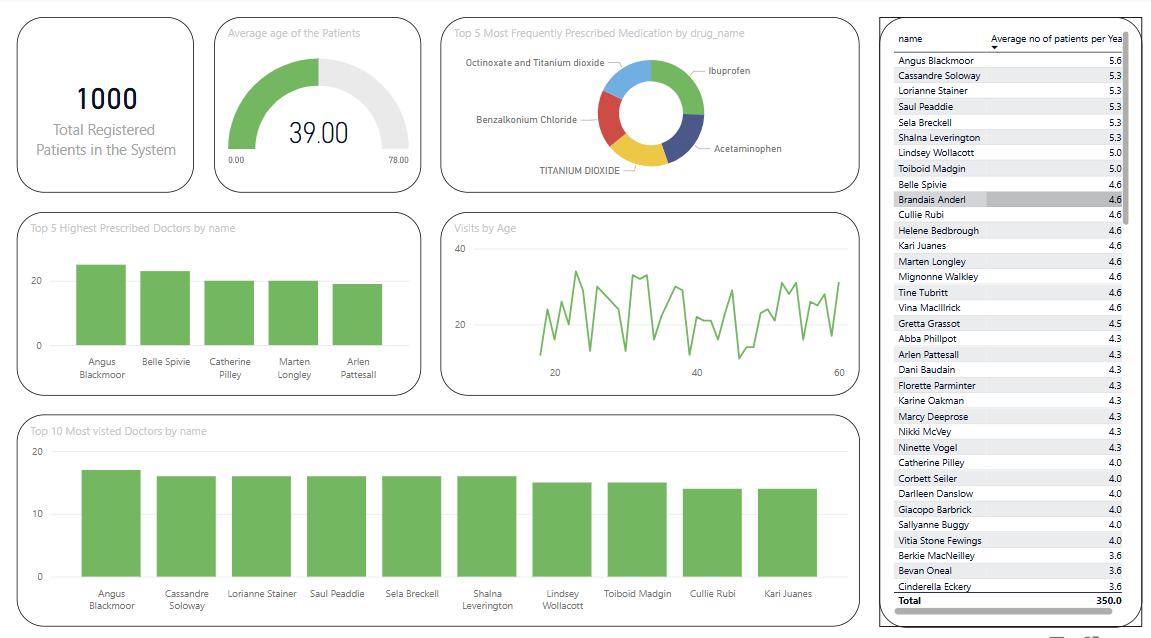 1000
Total Registered
Patients in the System
Average age of the Patients
39.00
0.00
78.00
Top 5 Most Frequently Prescribed Medication by drug_name
Octinoxate and Titanium dioxide
Ibuprofen
Benzalkonium Chloride
Acetaminophen
TITANIUM DIOXIDE
Top 5 Highest Prescribed Doctors by name
20
0
Angus
Blackmoor
Belle Spivie
Catherine
Pilley
Marten
Longley
Arlen
Pattesall
Visits by Age
40
20
20
40
60
Top 10 Most visted Doctors by name
20
10
0
Angus
Blackmoor
Cassandre
Soloway
Lorianne Stainer
Saul Peaddie
Sela Breckell
Shalna
Leverington
Lindsey
Wollacott
Toiboid Madgin
Cullie Rubi
Kari Juanes
name Average no of patients per Yea
Angus Blackmoor 5.6
Cassandre Soloway 5.3
Lorianne Stainer 5.3
Saul Peaddie 5.3
Sela Breckell 5.3
Shalna Leverington 5.3
Lindsey Wollacott 5.0
Toiboid Madgin 5.0
Belle Spivie 4.6
Brandais Anderl 4.6
Cullie Rubi 4.6
Helene Bedbrough 4.6
Kari Juanes 4.6
Marten Longley 4.6
Mignonne Walkley 4.6
Tine Tubritt 4.6
Vina MacIllrick 4.6
Gretta Grassot 4.5
Abba Phillpot 4.3
Arlen Pattesall 4.3
Dani Baudain 4.3
Florette Parminter 4.3
Karine Oakman 4.3
Marcy Deeprose 4.3
Nikki McVey 4.3
Ninette Vogel 4.3
Catherine Pilley 4.0
Corbett Seiler 4.0
Darlleen Danslow 4.0
Giacopo Barbrick 4.0
Sallyanne Buggy 4.0
Vitia Stone Fewings 4.0
Berkie MacNeilley 3.6
Bevan Oneal 3.6
Cinderella Eckery 3.6
Total 350.0